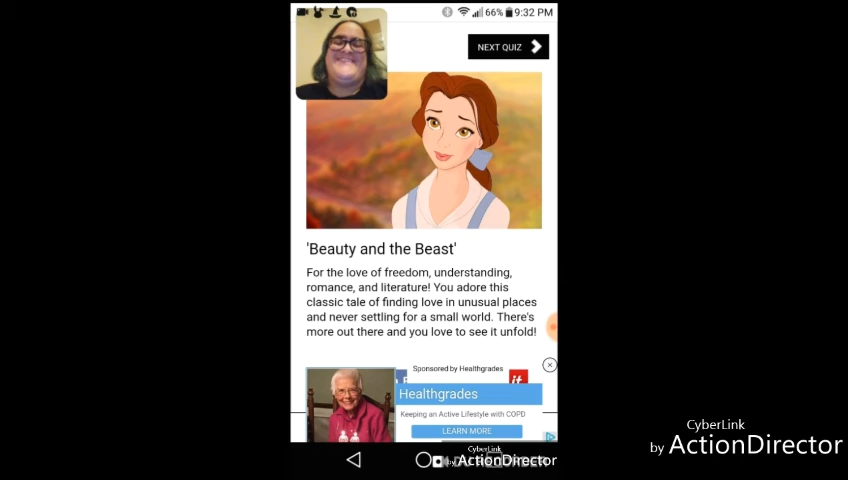 66% 9:32 PM
NEXT QUIZ
'Beauty and the Beast'
For the love of freedom, understanding,
romance, and literature! You adore this
classic tale of finding love in unusual places
and never settling for a small world. There's
more out there and you love to see it unfold!
Sponsored by Healthgrades
it
Healthgrades
Keeping an Active Lifestyle with COPD
LEARN MORE
CyberLink
by ActionDirector
CyberLink
by ActionDirector